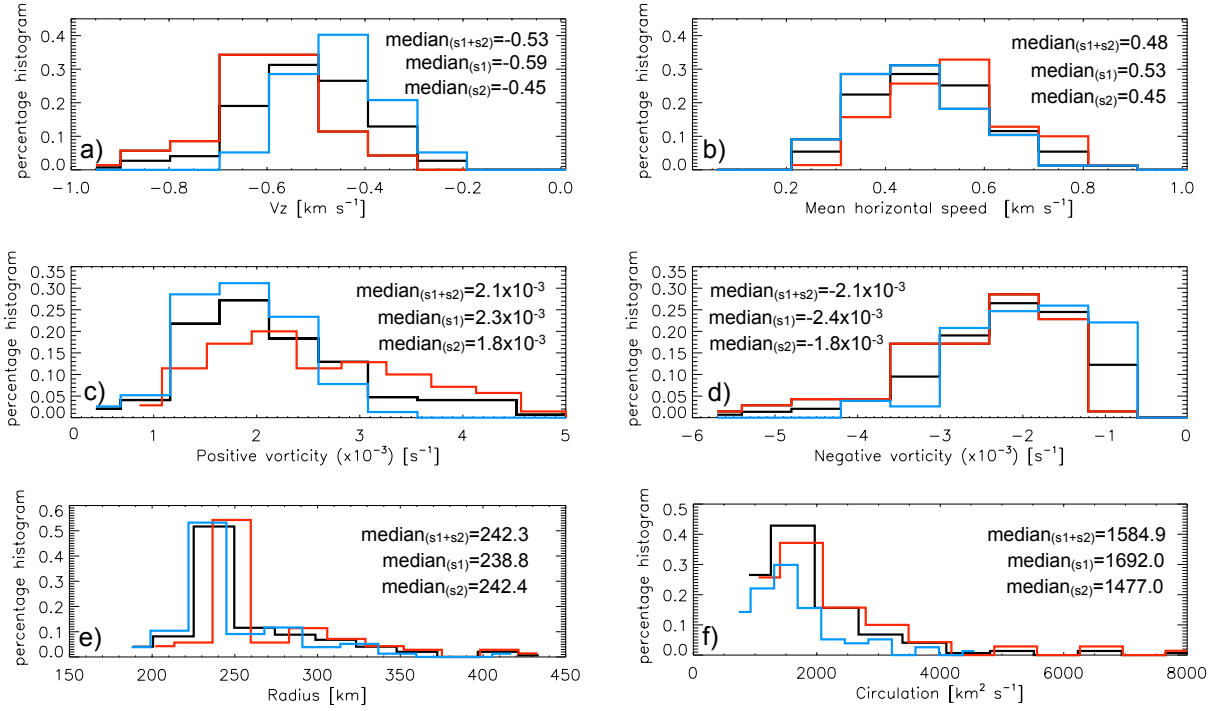 percentage histogram
0.4
0.3
0.2
0.1
0.0
median(s1+s2)=-0.53
median(s1)=-0.59
median(s2)=-0.45
a)
-1.0 -0.8 -0.6 -0.4 -0.2 0.0
Vz [km s⁻¹]
percentage histogram
0.4
0.3
0.2
0.1
0.0
median(s1+s2)=0.48
median(s1)=0.53
median(s2)=0.45
b)
0.2 0.4 0.6 0.8 1.0
Mean horizontal speed [km s⁻¹]
percentage histogram
0.35
0.30
0.25
0.20
0.15
0.10
0.05
0.00
median(s1+s2)=2.1x10⁻³
median(s1)=2.3x10⁻³
median(s2)=1.8x10⁻³
c)
0 1 2 3 4 5
Positive vorticity (x10⁻³) [s⁻¹]
percentage histogram
0.35
0.30
0.25
0.20
0.15
0.10
0.05
0.00
median(s1+s2)=-2.1x10⁻³
median(s1)=-2.4x10⁻³
median(s2)=-1.8x10⁻³
d)
-6 -5 -4 -3 -2 -1 0
Negative vorticity (x10⁻³) [s⁻¹]
percentage histogram
0.6
0.5
0.4
0.3
0.2
0.1
0.0
median(s1+s2)=242.3
median(s1)=238.8
median(s2)=242.4
e)
150 200 250 300 350 400 450
Radius [km]
percentage histogram
0.5
0.4
0.3
0.2
0.1
0.0
median(s1+s2)=1584.9
median(s1)=1692.0
median(s2)=1477.0
f)
0 2000 4000 6000 8000
Circulation [km² s⁻¹]